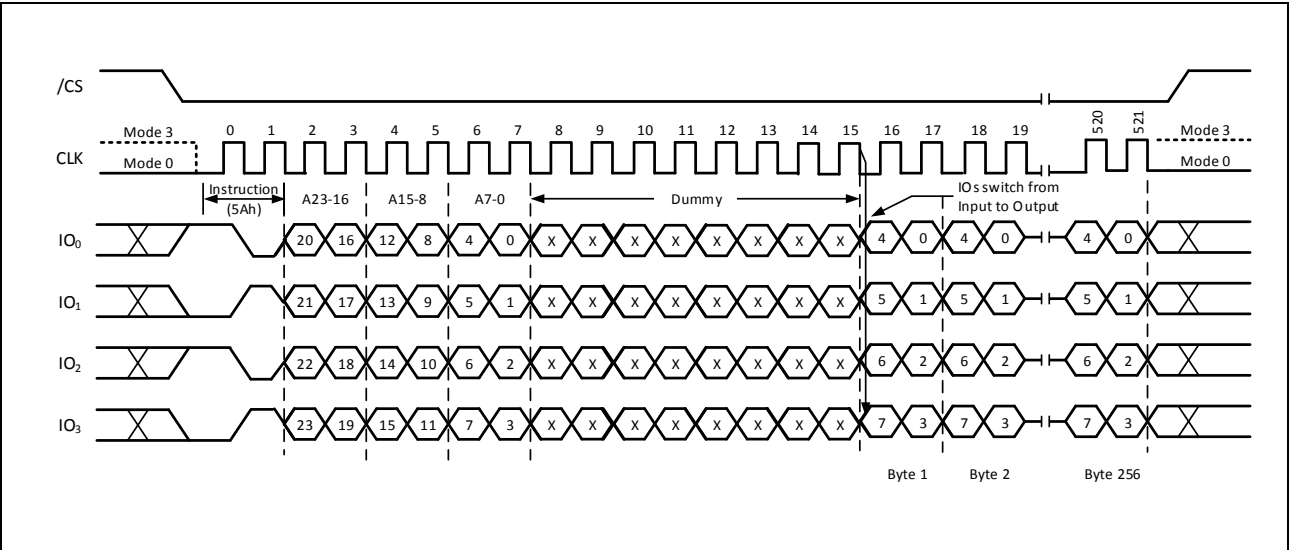 /CS
Mode 3 0 1 2 3 4 5 6 7 8 9 10 11 12 13 14 15 16 17 18 19 520 521 Mode 3
CLK Mode 0 Mode 0
Instruction A23-16 A15-8 A7-0 Dummy IOs switch from
(5Ah) Input to Output
IO₀ 20 16 12 8 4 0 X X X X X X X X 4 0 4 0 4 0
IO₁ 21 17 13 9 5 1 X X X X X X X X 5 1 5 1 5 1
IO₂ 22 18 14 10 6 2 X X X X X X X X 6 2 6 2 6 2
IO₃ 23 19 15 11 7 3 X X X X X X X X 7 3 7 3 7 3
Byte 1 Byte 2 Byte 256